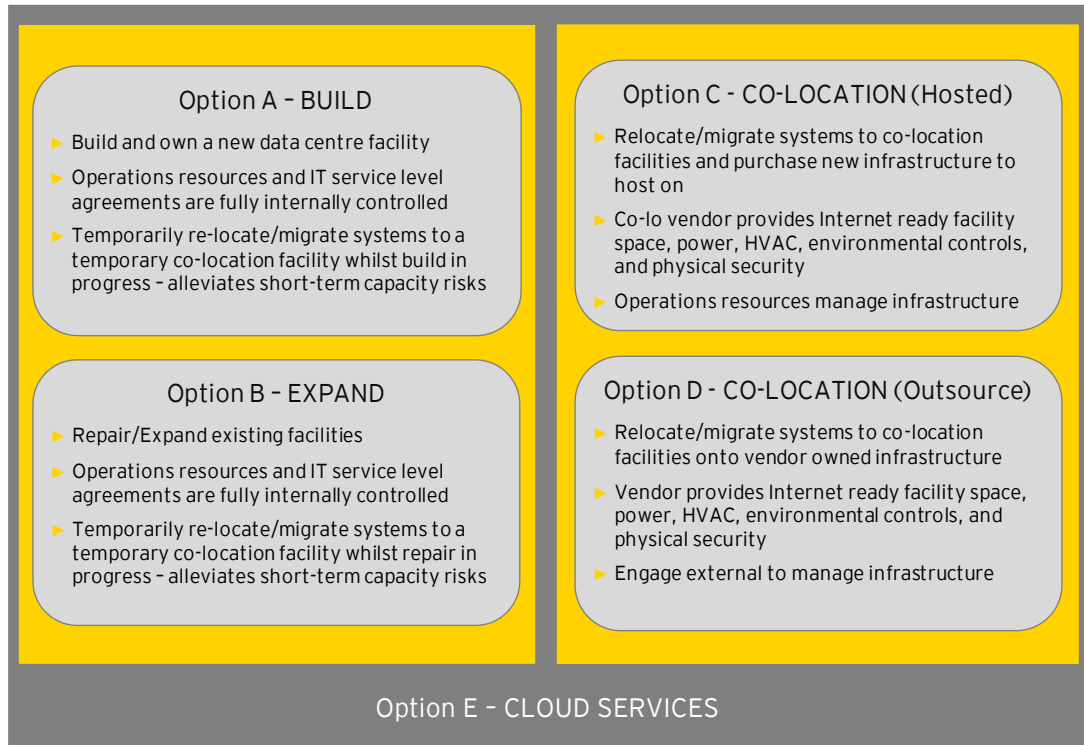 Option A – BUILD
► Build and own a new data centre facility
► Operations resources and IT service level
agreements are fully internally controlled
► Temporarily re-locate/migrate systems to a
temporary co-location facility whilst build in
progress – alleviates short-term capacity risks
Option B – EXPAND
► Repair/Expand existing facilities
► Operations resources and IT service level
agreements are fully internally controlled
► Temporarily re-locate/migrate systems to a
temporary co-location facility whilst repair in
progress – alleviates short-term capacity risks
Option C - CO-LOCATION (Hosted)
► Relocate/migrate systems to co-location
facilities and purchase new infrastructure to
host on
► Co-lo vendor provides Internet ready facility
space, power, HVAC, environmental controls,
and physical security
► Operations resources manage infrastructure
Option D - CO-LOCATION (Outsource)
► Relocate/migrate systems to co-location
facilities onto vendor owned infrastructure
► Vendor provides Internet ready facility space,
power, HVAC, environmental controls, and
physical security
► Engage external to manage infrastructure
Option E – CLOUD SERVICES